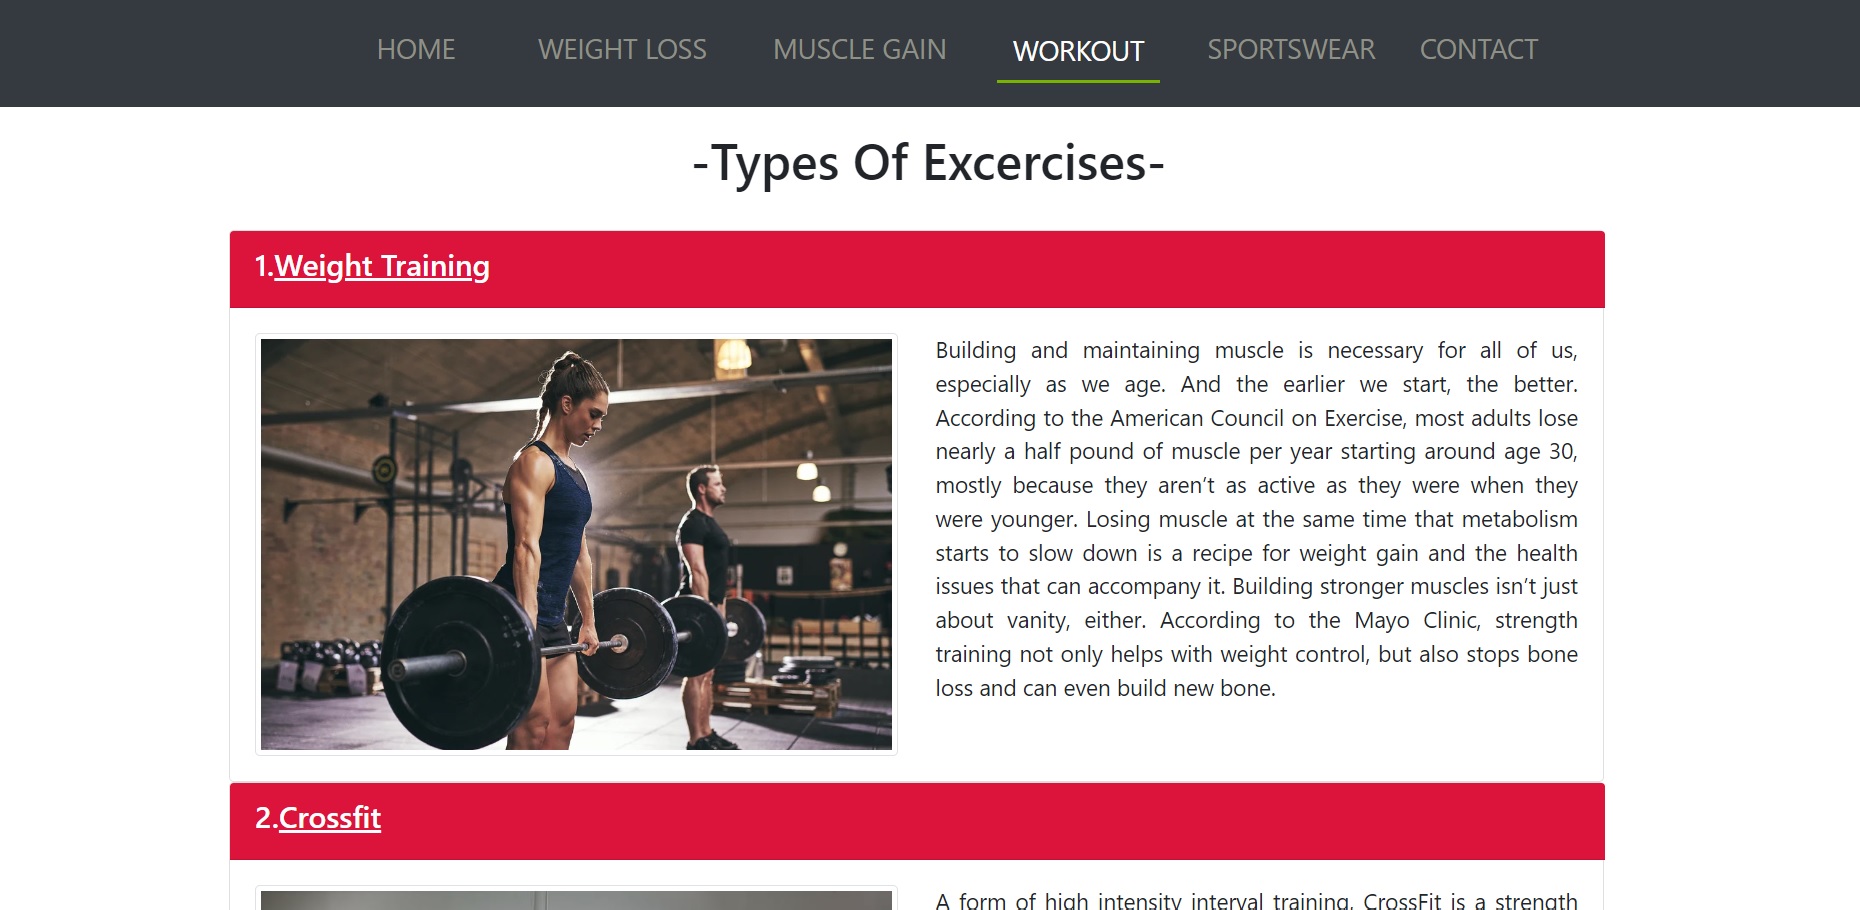 HOME WEIGHT LOSS MUSCLE GAIN WORKOUT SPORTSWEAR CONTACT
-Types Of Excercises-
1.Weight Training
Building and maintaining muscle is necessary for all of us,
especially as we age. And the earlier we start, the better.
According to the American Council on Exercise, most adults lose
nearly a half pound of muscle per year starting around age 30,
mostly because they aren’t as active as they were when they
were younger. Losing muscle at the same time that metabolism
starts to slow down is a recipe for weight gain and the health
issues that can accompany it. Building stronger muscles isn’t just
about vanity, either. According to the Mayo Clinic, strength
training not only helps with weight control, but also stops bone
loss and can even build new bone.
2.Crossfit
A form of high intensity interval training, CrossFit is a strength